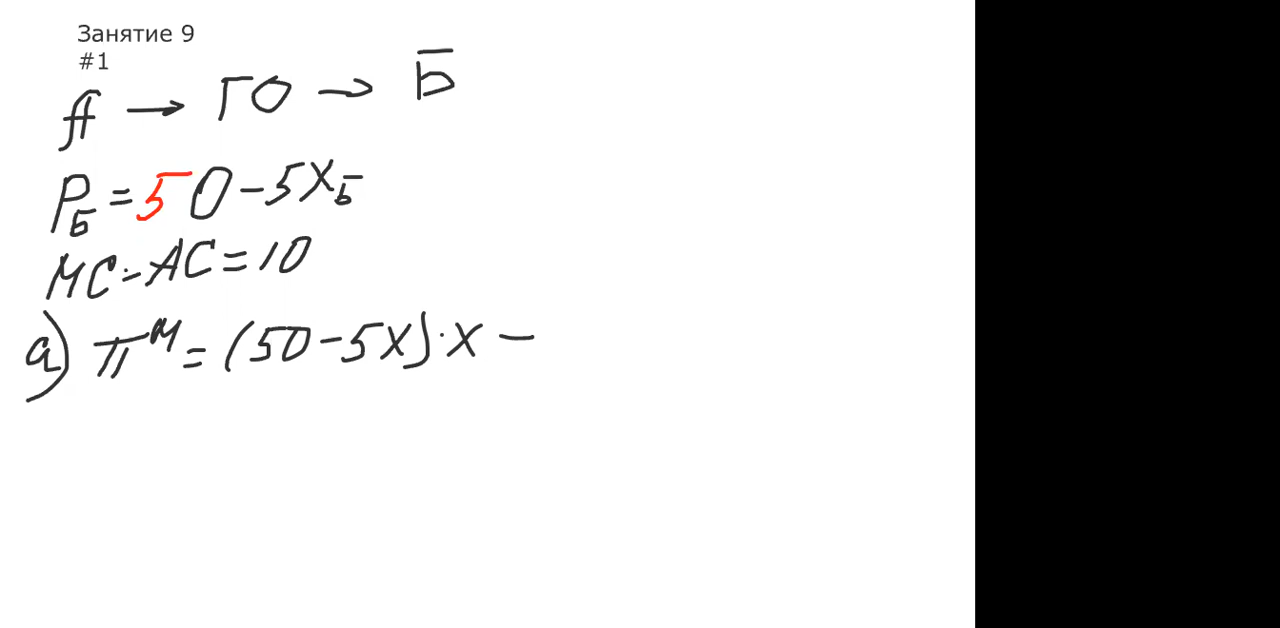 Занятие 9
#1
A → ГО → Б
P_Б = 50 - 5X_Б
MC = AC = 10
a) π^M = (50 - 5X) · X -